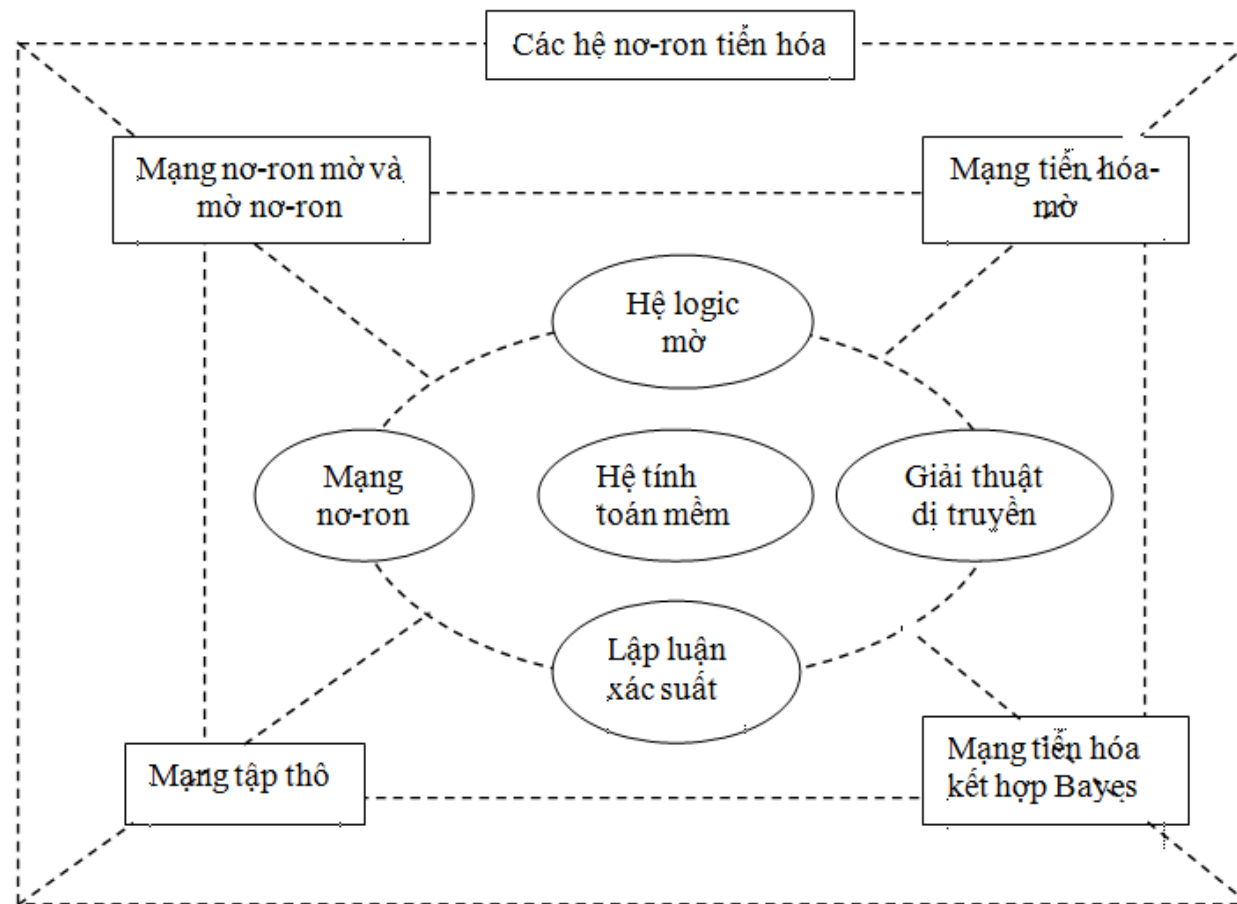 Các hệ nơ-ron tiến hóa
Mạng nơ-ron mờ và
mờ nơ-ron
Mạng tiến hóa-
mờ
Hệ logic
mờ
Mạng
nơ-ron
Hệ tính
toán mềm
Giải thuật
dị truyền
Lập luận
xác suất
Mạng tập thô
Mạng tiến hóa
kết hợp Bayes